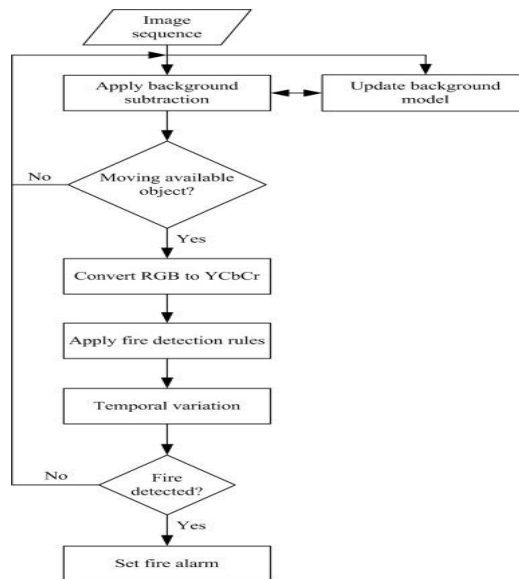 Image
sequence
Apply background
subtraction
Update background
model
Moving available
object?
No
Yes
Convert RGB to YCbCr
Apply fire detection rules
Temporal variation
Fire
detected?
No
Yes
Set fire alarm